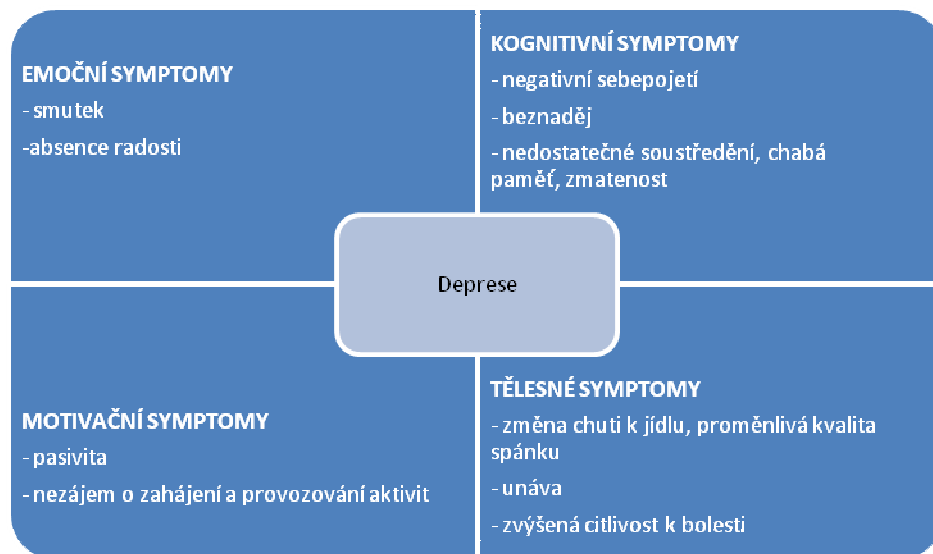 EMOČNÍ SYMPTOMY
- smutek
-absence radosti
KOGNITIVNÍ SYMPTOMY
- negativní sebepojetí
- beznaděj
- nedostatečné soustředění, chabá
paměť, zmatenost
Deprese
MOTIVAČNÍ SYMPTOMY
- pasivita
- nezájem o zahájení a provozování aktivit
TĚLESNÉ SYMPTOMY
- změna chuti k jídlu, proměnlivá kvalita
spánku
- unáva
- zvýšená citlivost k bolesti